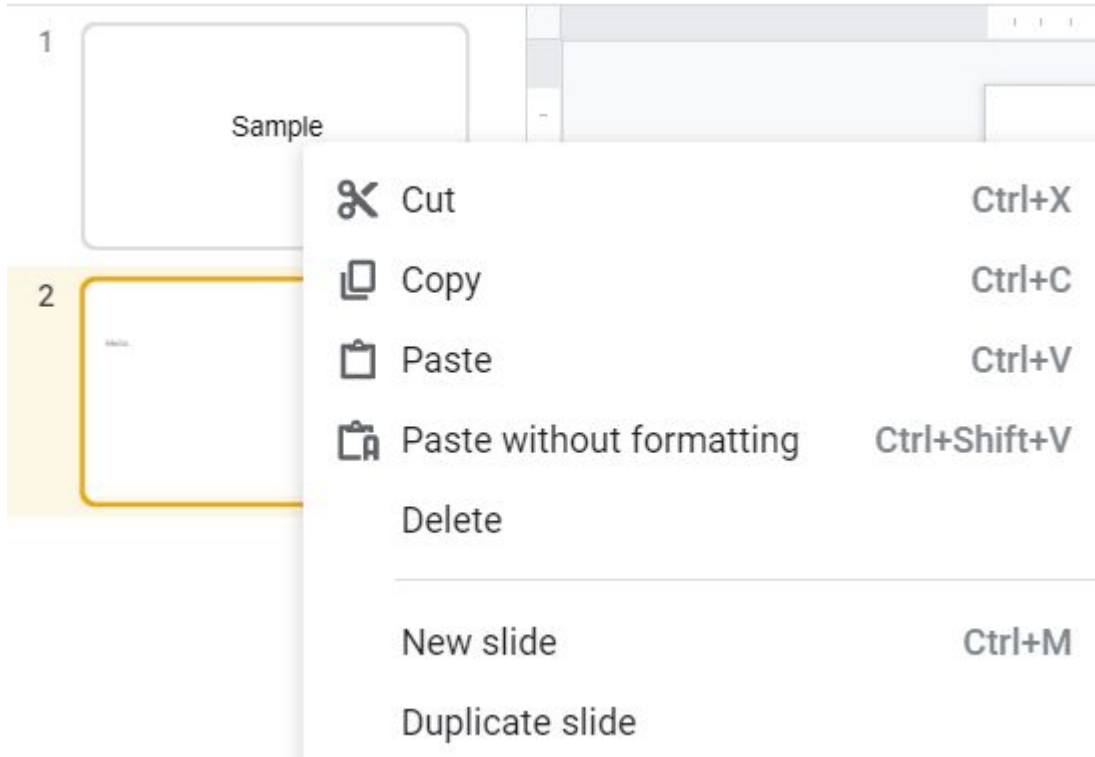 1
Sample
Cut Ctrl+X
Copy Ctrl+C
2
Hello.
Paste Ctrl+V
Paste without formatting Ctrl+Shift+V
Delete
New slide Ctrl+M
Duplicate slide